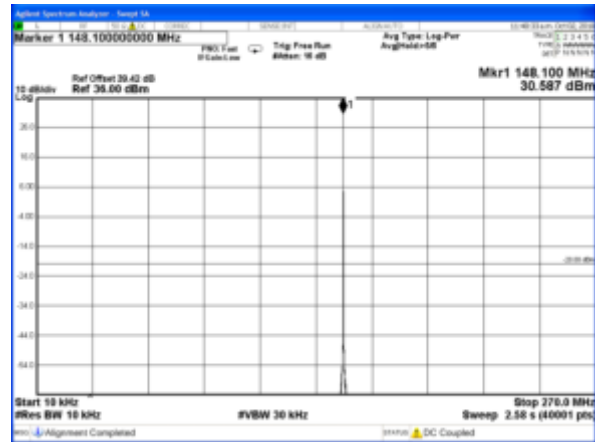 Agilent Spectrum Analyzer - Swept SA
Marker 1 148.100000000 MHz
PNO: Fast
IFGain:Low
Trig: Free Run
#Atten: 16 dB
Avg Type: Log-Pwr
Mkr1 148.100 MHz
30.587 dBm
Ref Offset 39.42 dB
Ref 36.00 dBm
10 dB/div
Log
1
26.0
16.0
6.00
-4.00
-14.0
-24.0
-34.0
-44.0
-54.0
Start 10 kHz
#Res BW 10 kHz
#VBW 30 kHz
Stop 270.0 MHz
Sweep 2.58 s (40001 pts)
MSG
Alignment Completed
STATUS
DC Coupled